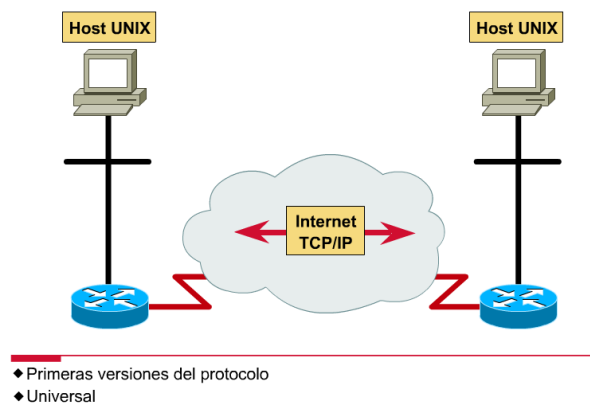 Host UNIX
Host UNIX
Internet
TCP/IP
◆Primeras versiones del protocolo
◆Universal